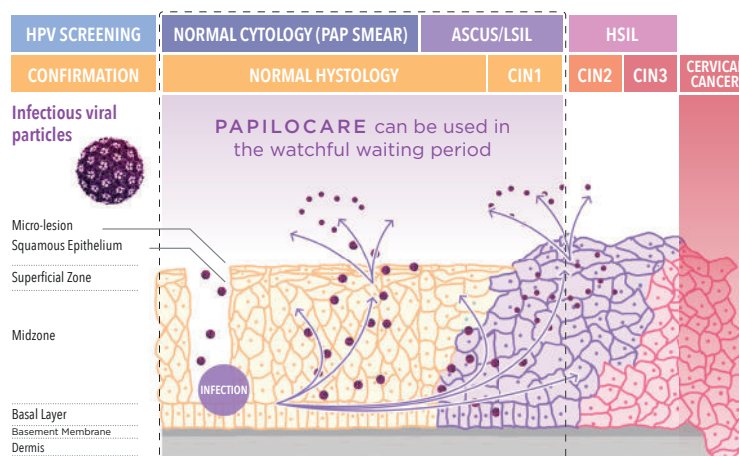 HPV SCREENING
NORMAL CYTOLOGY (PAP SMEAR)
ASCUS/LSIL
HSIL
CONFIRMATION
NORMAL HYSTOLOGY
CIN1
CIN2
CIN3
CERVICAL
CANCER
Infectious viral
particles
PAPILOCARE can be used in
the watchful waiting period
Micro-lesion
Squamous Epithelium
Superficial Zone
Midzone
INFECTION
Basal Layer
Basement Membrane
Dermis